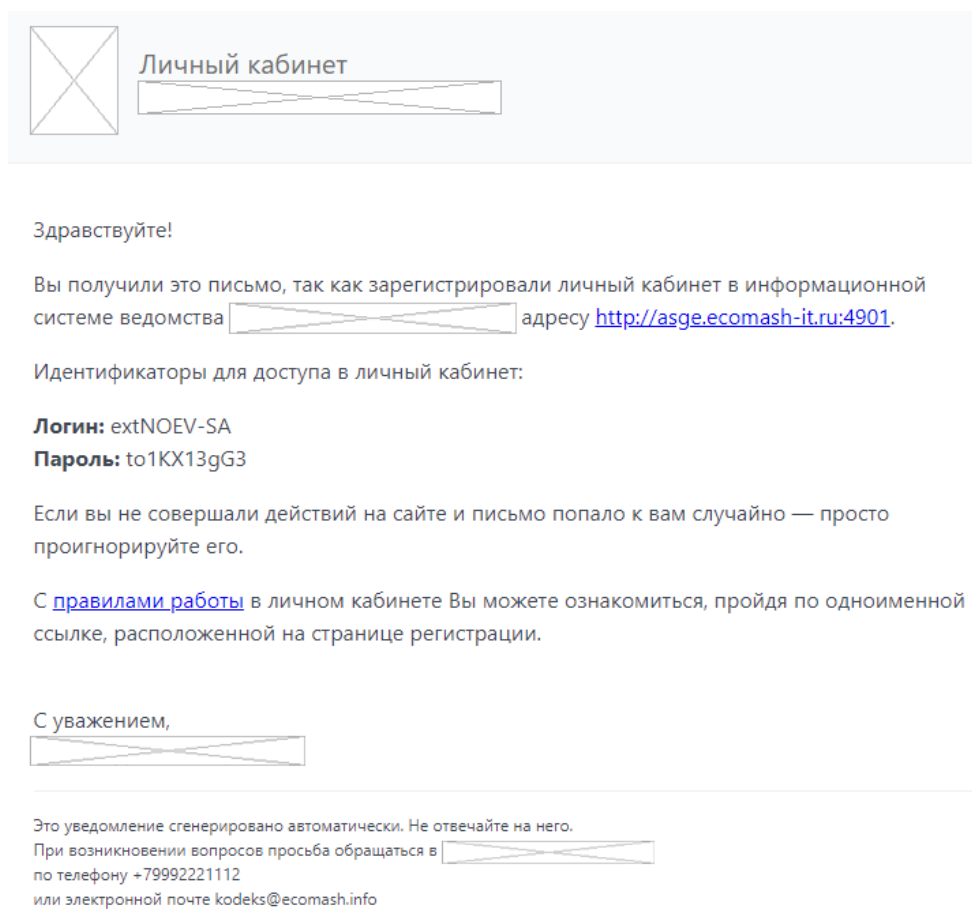 Личный кабинет
Здравствуйте!
Вы получили это письмо, так как зарегистрировали личный кабинет в информационной
системе ведомства адресу http://asge.ecomash-it.ru:4901.
Идентификаторы для доступа в личный кабинет:
Логин: extNOEV-SA
Пароль: to1KX13gG3
Если вы не совершали действий на сайте и письмо попало к вам случайно — просто
проигнорируйте его.
С правилами работы в личном кабинете Вы можете ознакомиться, пройдя по одноименной
ссылке, расположенной на странице регистрации.
С уважением,
Это уведомление сгенерировано автоматически. Не отвечайте на него.
При возникновении вопросов просьба обращаться в
по телефону +79992221112
или электронной почте kodeks@ecomash.info